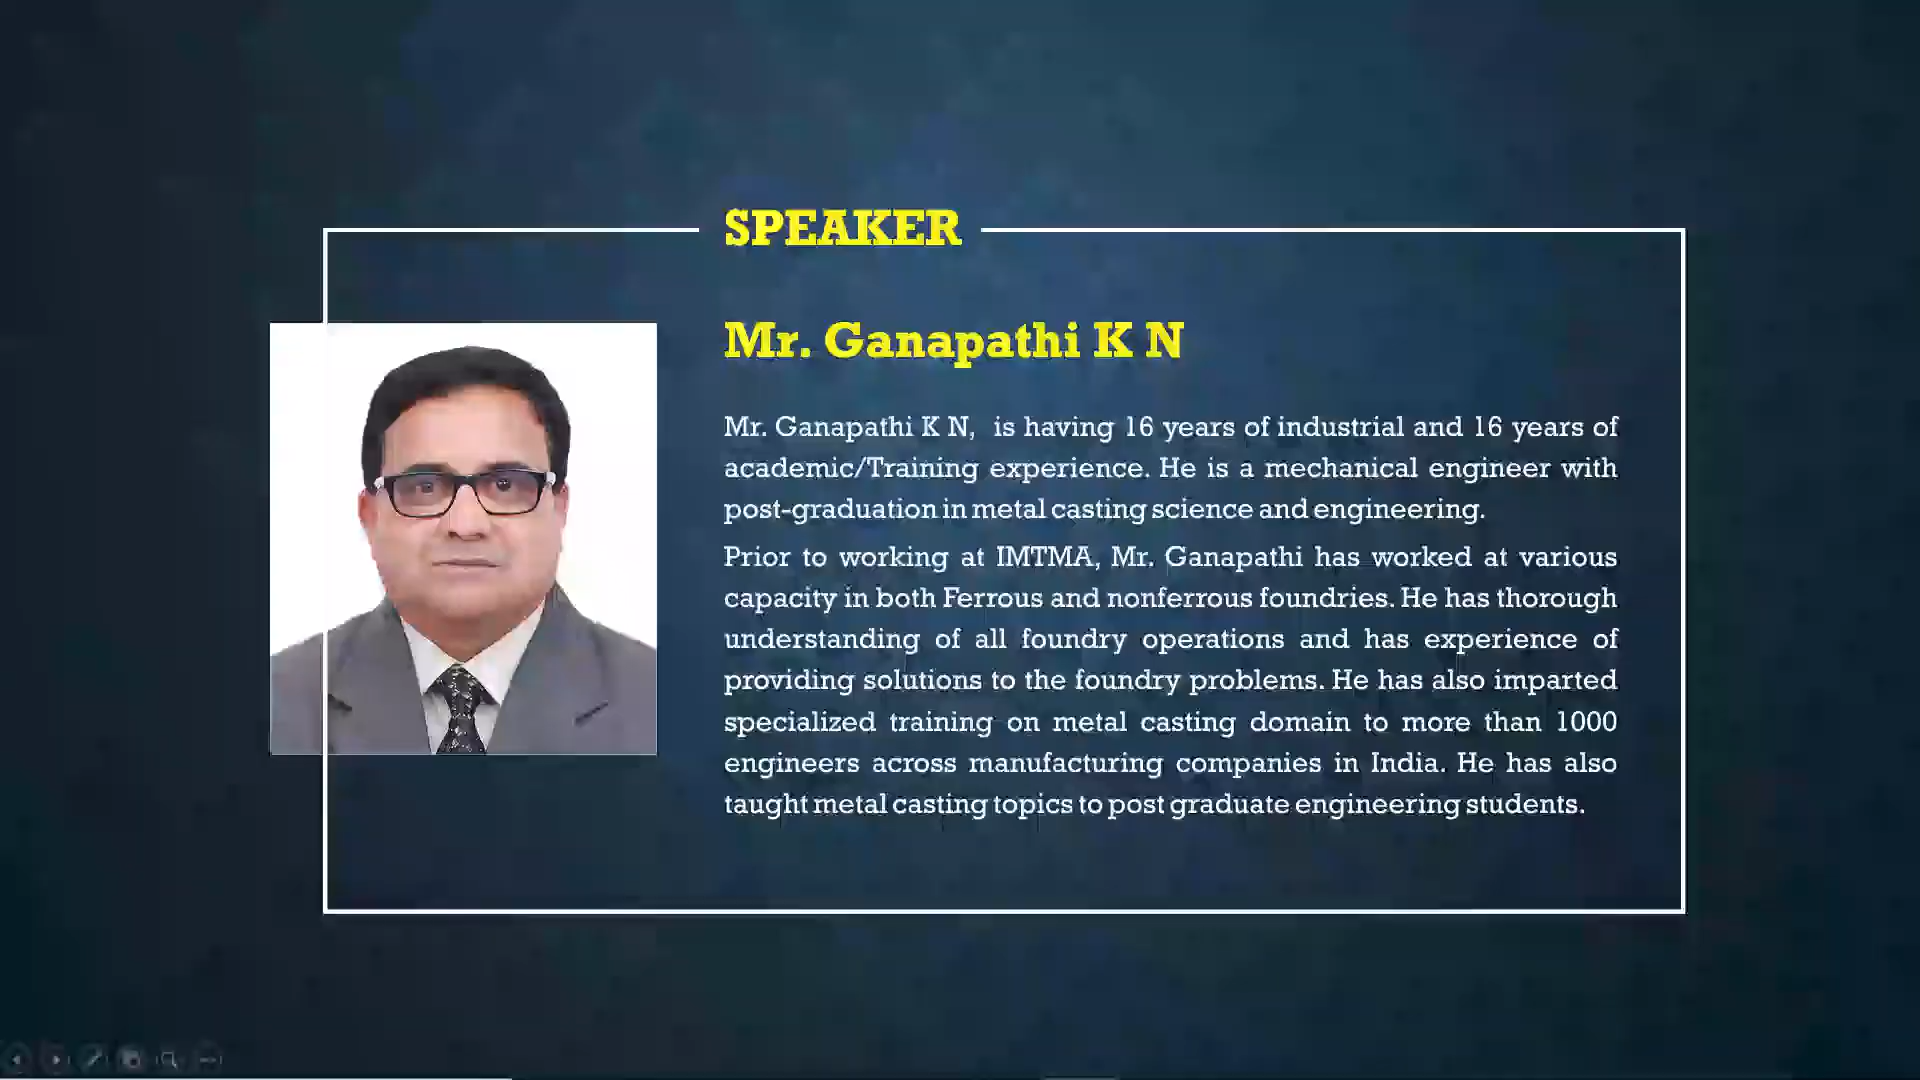 SPEAKER
Mr. Ganapathi K N
Mr. Ganapathi K N, is having 16 years of industrial and 16 years of
academic/Training experience. He is a mechanical engineer with
post-graduation in metal casting science and engineering.
Prior to working at IMTMA, Mr. Ganapathi has worked at various
capacity in both Ferrous and nonferrous foundries. He has thorough
understanding of all foundry operations and has experience of
providing solutions to the foundry problems. He has also imparted
specialized training on metal casting domain to more than 1000
engineers across manufacturing companies in India. He has also
taught metal casting topics to post graduate engineering students.